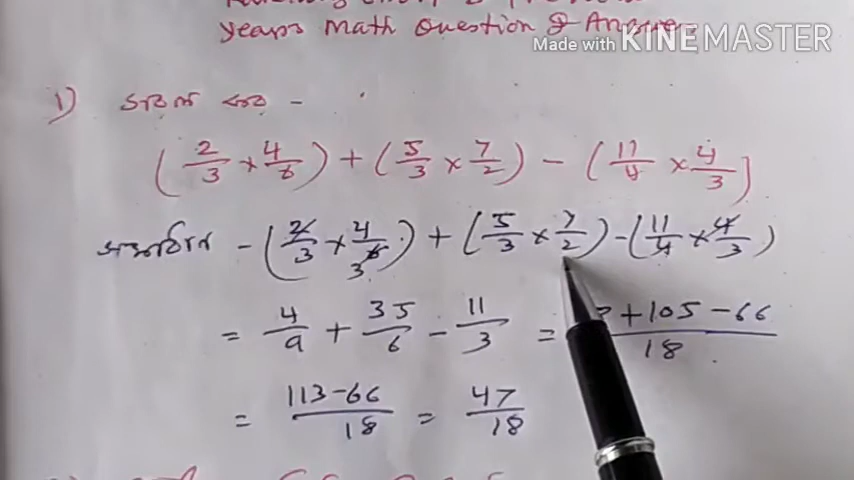 years Math Question & Answer
Made with KINEMASTER
1) সরল কর -
(2/3 × 4/6) + (5/3 × 7/2) - (11/4 × 4/3)
সমাধান - (2/3 × 4/6) + (5/3 × 7/2) - (11/4 × 4/3)
3
= 4/9 + 35/6 - 11/3 = + 105 - 66 / 18
= 113 - 66 / 18 = 47/18